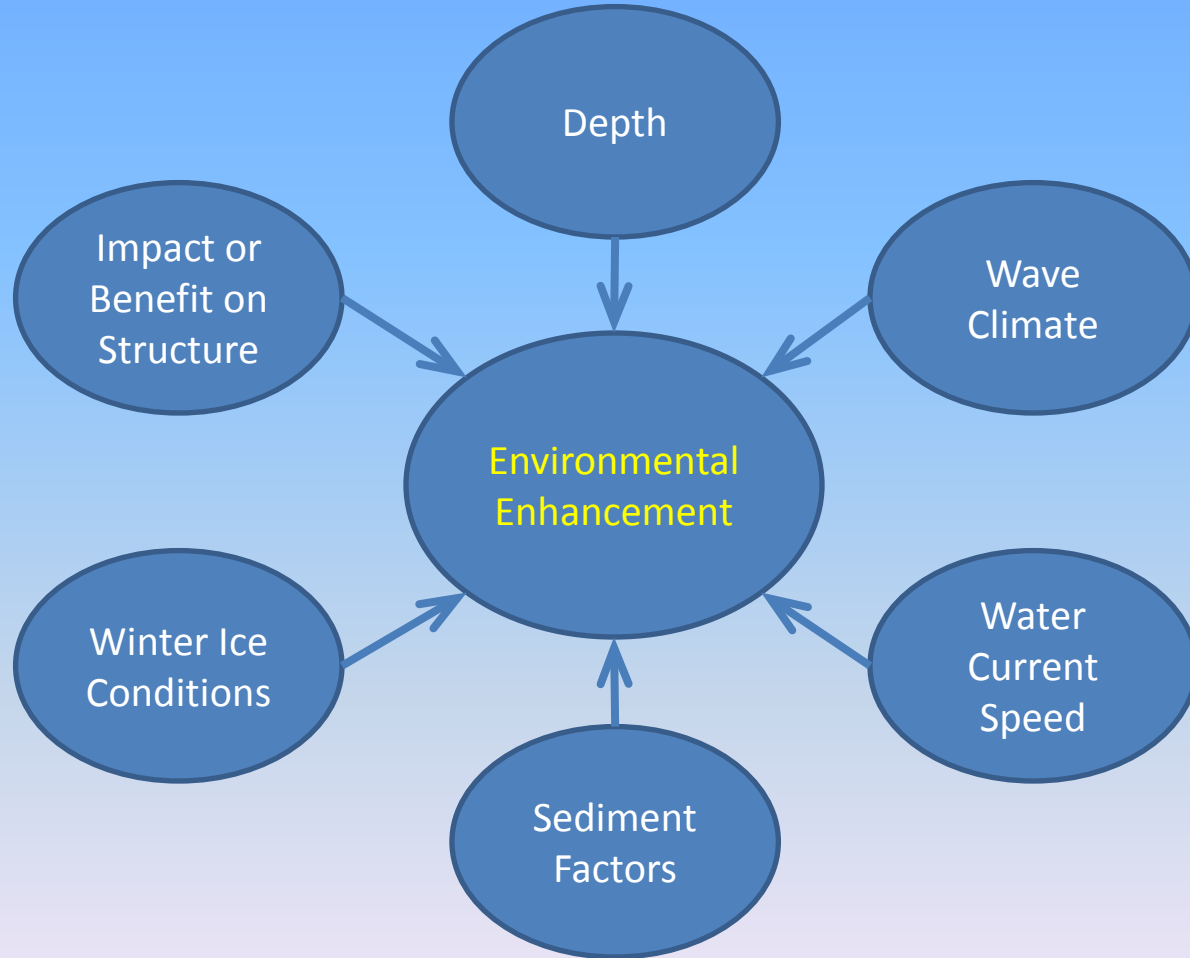 Depth
Impact or
Benefit on
Structure
Wave
Climate
Environmental
Enhancement
Winter Ice
Conditions
Water
Current
Speed
Sediment
Factors